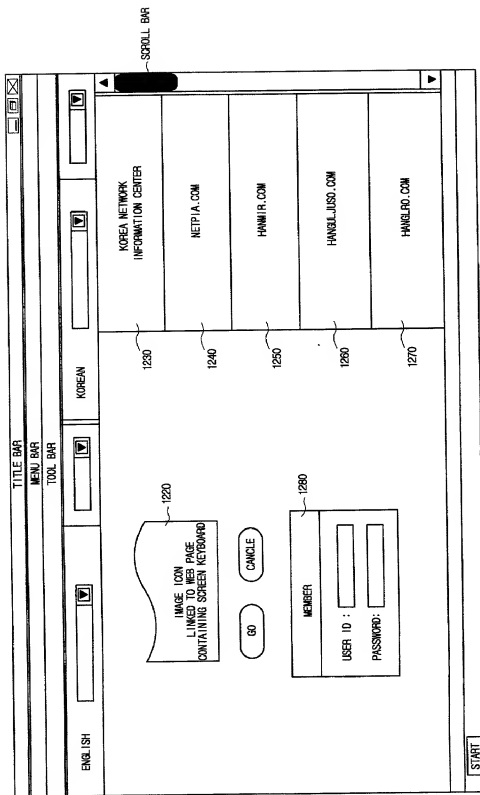 TITLE BAR
MENU BAR
TOOL BAR
ENGLISH
KOREAN
SCROLL BAR
IMAGE ICON
LINKED TO WEB PAGE
CONTAINING SCREEN KEYBOARD
1220
GO
CANCLE
MEMBER
1280
USER ID :
PASSWORD:
1230
KOREA NETWORK
INFORMATION CENTER
1240
NETPIA.COM
1250
HANMIR.COM
1260
HANGULJUSO.COM
1270
HANGLRO.COM
START